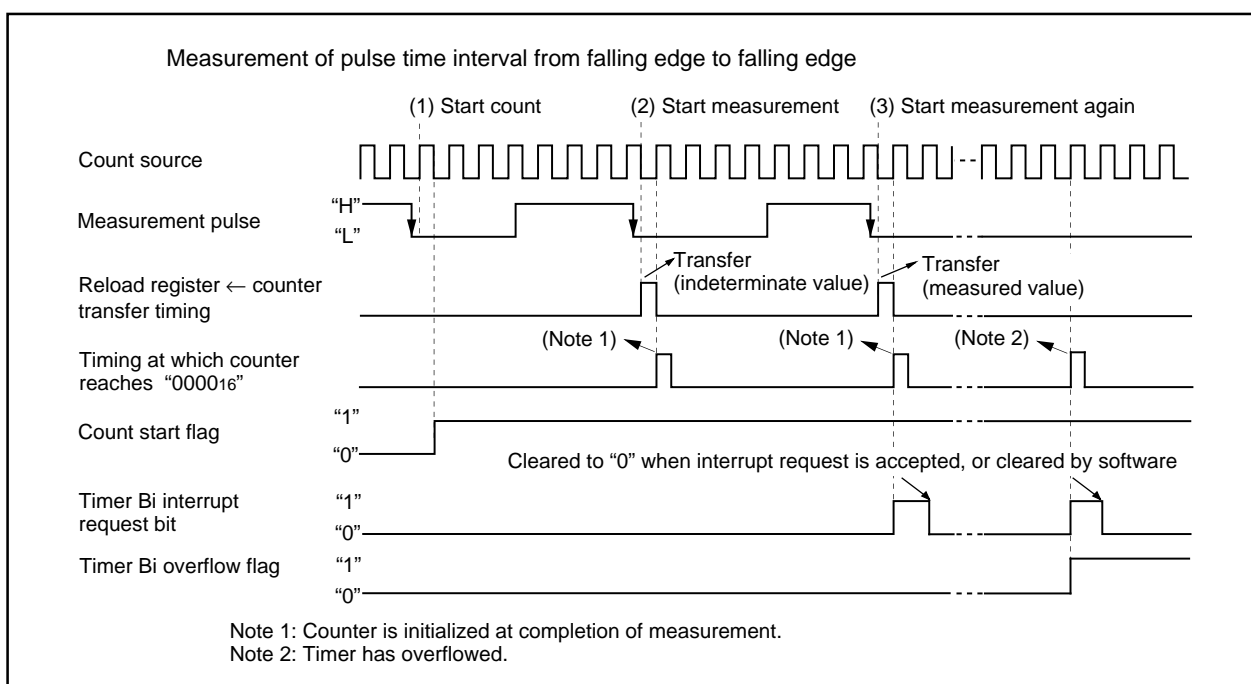 Measurement of pulse time interval from falling edge to falling edge
(1) Start count
(2) Start measurement
(3) Start measurement again
Count source
Measurement pulse
“H”
“L”
Reload register ← counter
transfer timing
Transfer
(indeterminate value)
Transfer
(measured value)
Timing at which counter
reaches “000016”
(Note 1)
(Note 1)
(Note 2)
Count start flag
“1”
“0”
Cleared to “0” when interrupt request is accepted, or cleared by software
Timer Bi interrupt
request bit
“1”
“0”
Timer Bi overflow flag
“1”
“0”
Note 1: Counter is initialized at completion of measurement.
Note 2: Timer has overflowed.